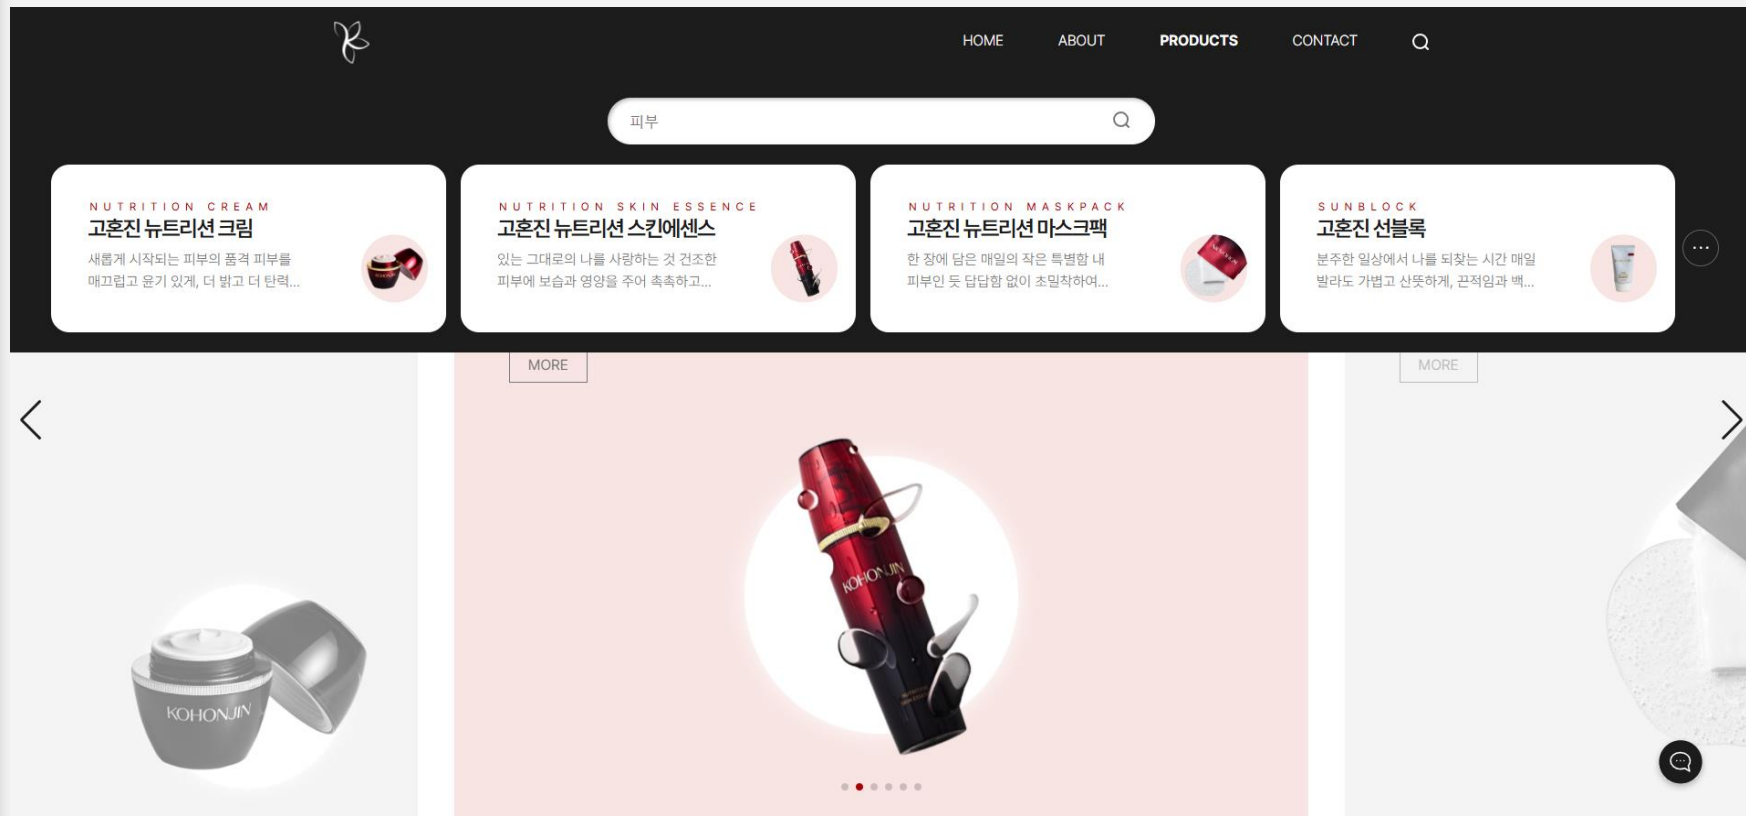 HOME ABOUT PRODUCTS CONTACT
피부
NUTRITION CREAM
고혼진 뉴트리션 크림
새롭게 시작되는 피부의 품격 피부를
매끄럽고 윤기 있게, 더 밝고 더 탄력...
NUTRITION SKIN ESSENCE
고혼진 뉴트리션 스킨에센스
있는 그대로의 나를 사랑하는 것 건조한
피부에 보습과 영양을 주어 촉촉하고...
NUTRITION MASKPACK
고혼진 뉴트리션 마스크팩
한 장에 담은 매일의 작은 특별함 내
피부인 듯 답답함 없이 초밀착하여...
SUNBLOCK
고혼진 선블록
분주한 일상에서 나를 되찾는 시간 매일
발라도 가볍고 산뜻하게, 끈적임과 백...
MORE
MORE
KOHONJIN
KOHONJIN